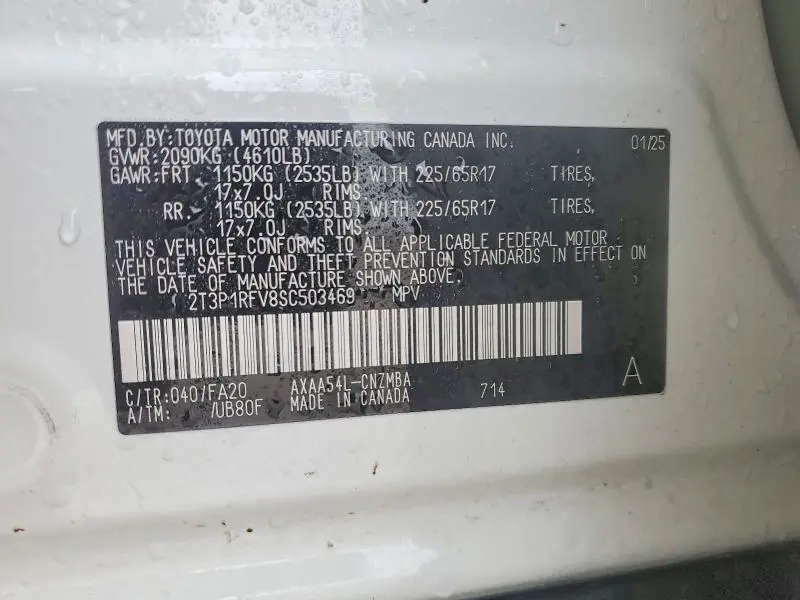 MFD. BY: TOYOTA MOTOR MANUFACTURING CANADA INC. 01/25
GVWR: 2090KG (4610LB)
GAWR: FRT 1150KG (2535LB) WITH 225/65R17 TIRES,
17x7.0J RIMS
RR 1150KG (2535LB) WITH 225/65R17 TIRES,
17x7.0J RIMS
THIS VEHICLE CONFORMS TO ALL APPLICABLE FEDERAL MOTOR
VEHICLE SAFETY AND THEFT PREVENTION STANDARDS IN EFFECT ON
THE DATE OF MANUFACTURE SHOWN ABOVE.
2T3P1RFV8SC503469 MPV
C/TR: 040/FA20 AXAA54L-CNZMBA
A/TM: /UB80F MADE IN CANADA 714 A